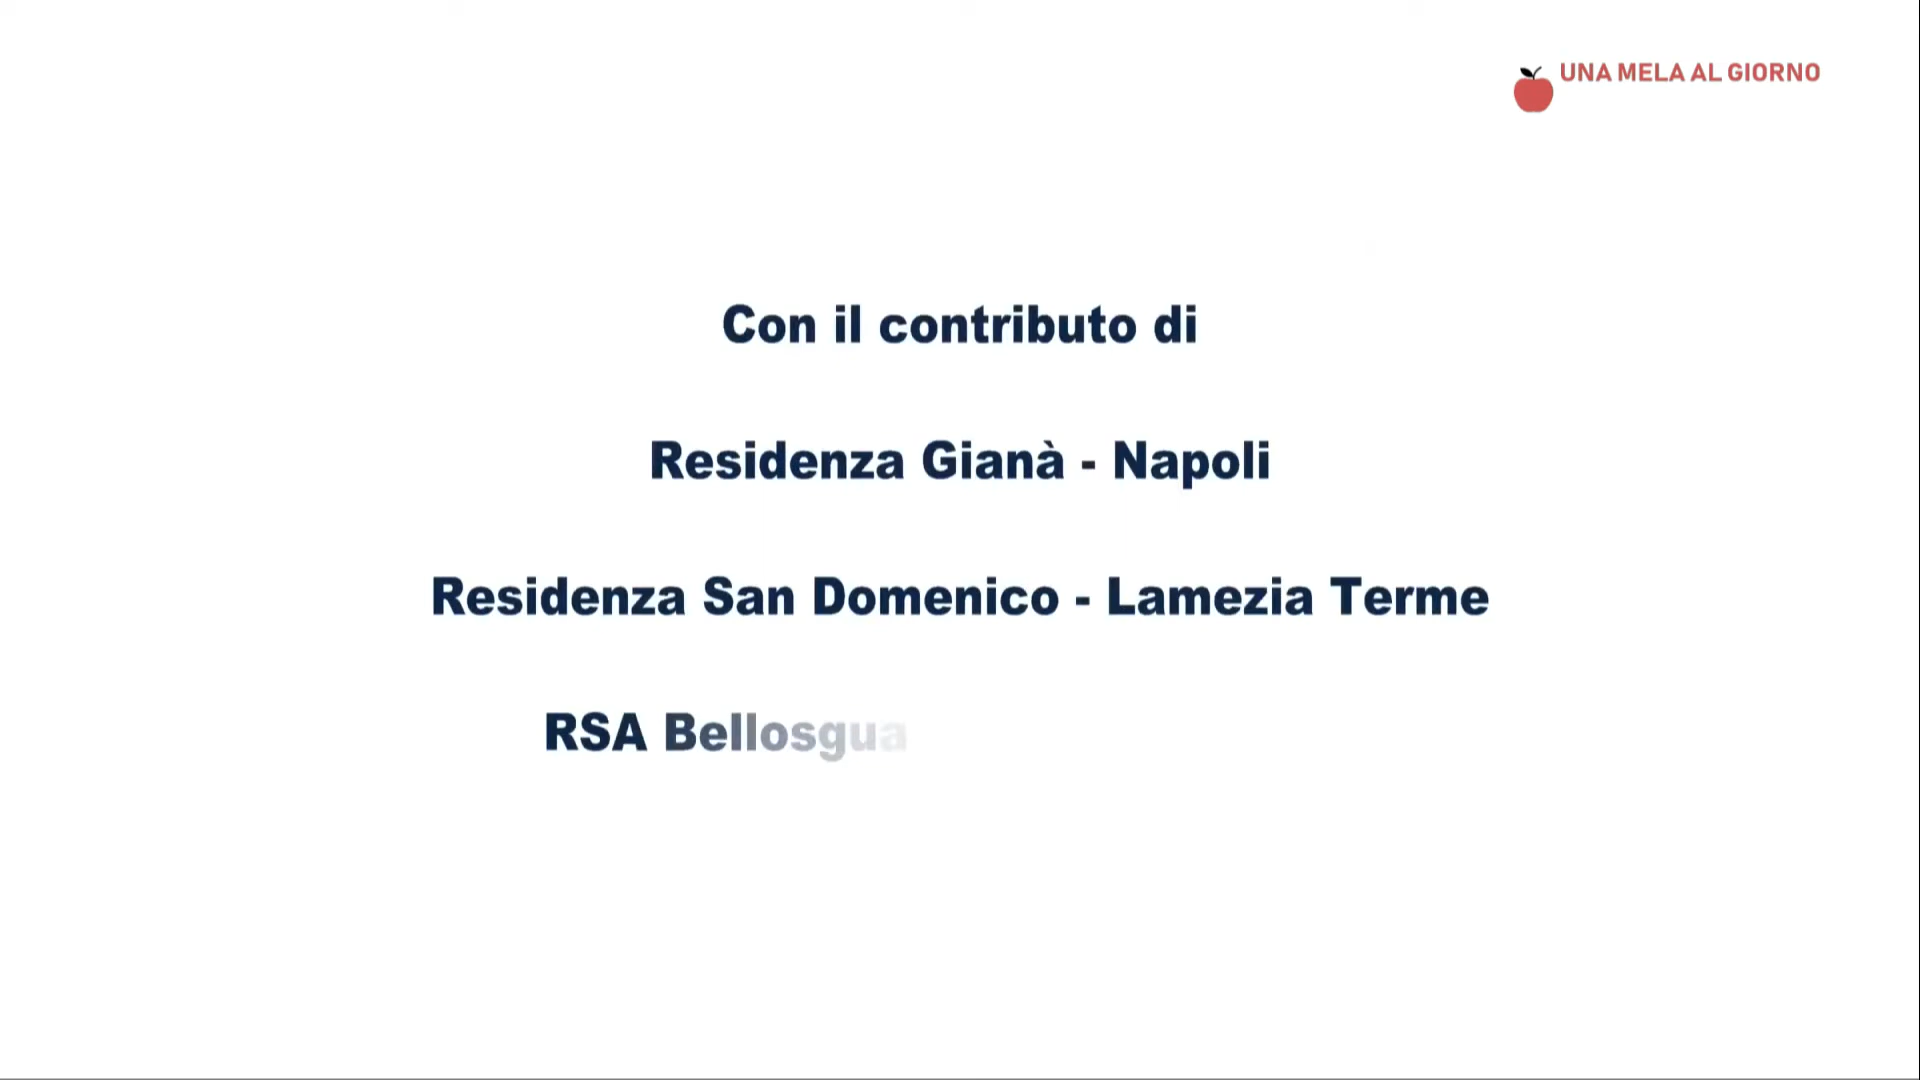 UNA MELA AL GIORNO
Con il contributo di
Residenza Gianà - Napoli
Residenza San Domenico - Lamezia Terme
RSA Bellosgua